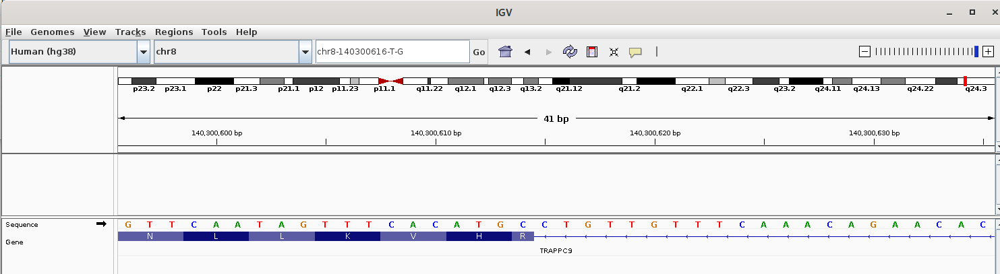 IGV
File Genomes View Tracks Regions Tools Help
Human (hg38) chr8 chr8-140300616-T-G Go
p23.2 p23.1 p22 p21.3 p21.1 p12 p11.23 p11.1 q11.22 q12.1 q12.3 q13.2 q21.12 q21.2 q22.1 q22.3 q23.2 q24.11 q24.13 q24.22 q24.3
41 bp
140,300,600 bp 140,300,610 bp 140,300,620 bp 140,300,630 bp
Sequence G T T C A A T A G T T T C A C A T G C C T G T T G T T T C A A A C A G A A C A C
Gene N L L K V H R
TRAPPC9